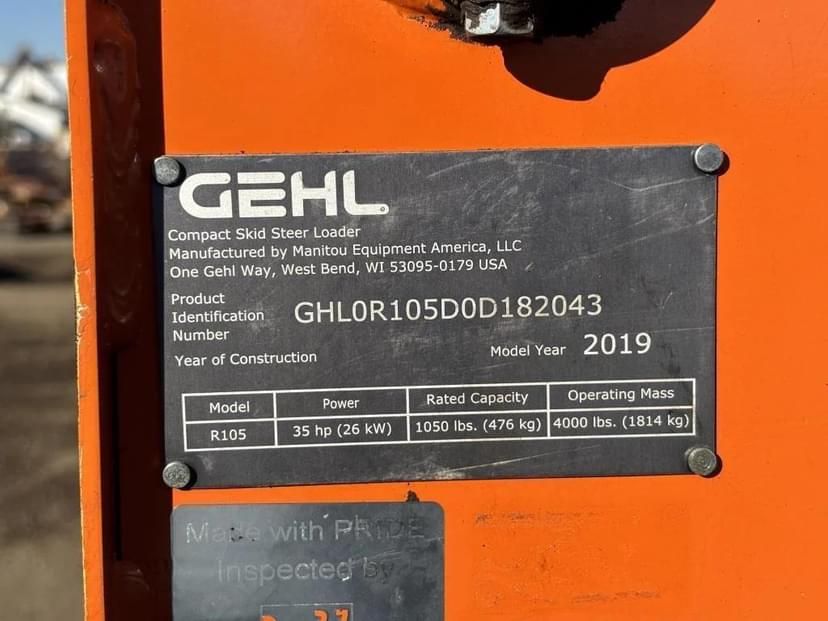 GEHL
Compact Skid Steer Loader
Manufactured by Manitou Equipment America, LLC
One Gehl Way, West Bend, WI 53095-0179 USA
Product
Identification
Number
GHL0R105D0D182043
Year of Construction
Model Year 2019
Model Power Rated Capacity Operating Mass
R105 35 hp (26 kW) 1050 lbs. (476 kg) 4000 lbs. (1814 kg)
Made with PRIDE
Inspected by